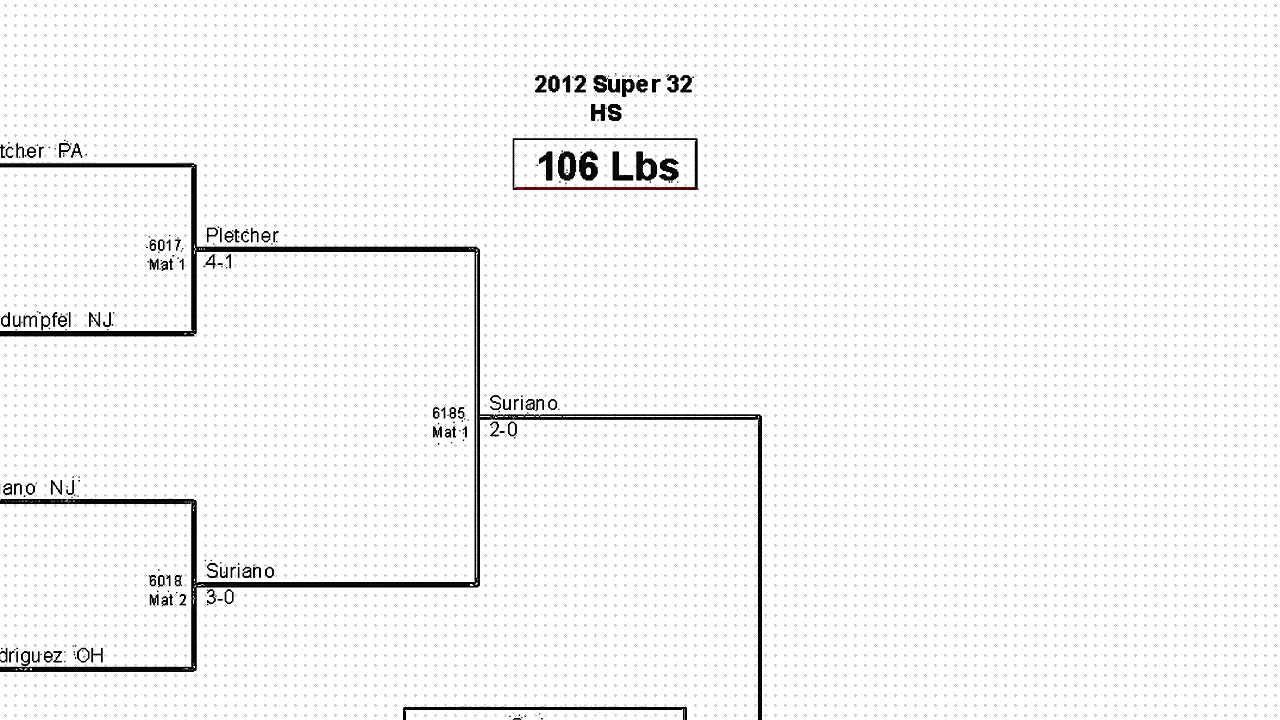 2012 Super 32
HS
106 Lbs
tcher PA
Pletcher
6017
4-1
Mat 1
dumpfel NJ
Suriano
6185
2-0
Mat 1
iano NJ
Suriano
6018
3-0
Mat 2
driguez OH